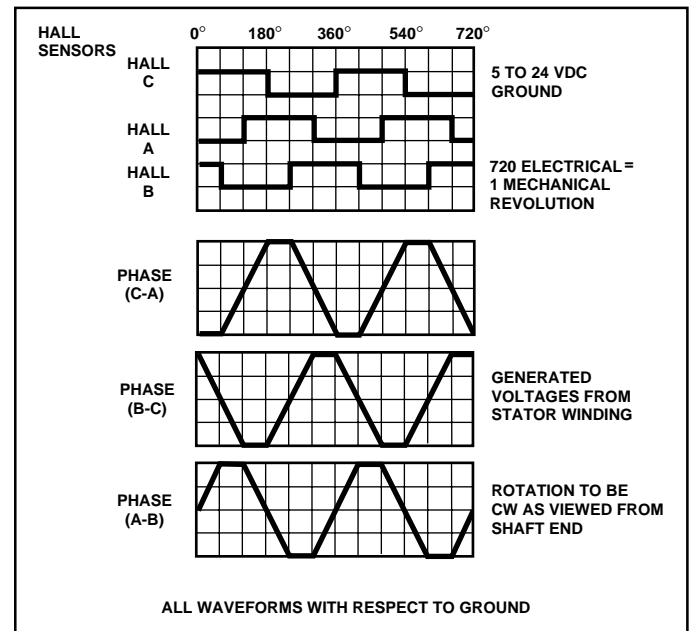 HALL
SENSORS
0° 180° 360° 540° 720°
HALL
C
5 TO 24 VDC
GROUND
HALL
A
HALL
B
720 ELECTRICAL =
1 MECHANICAL
REVOLUTION
PHASE
(C-A)
PHASE
(B-C)
GENERATED
VOLTAGES FROM
STATOR WINDING
PHASE
(A-B)
ROTATION TO BE
CW AS VIEWED FROM
SHAFT END
ALL WAVEFORMS WITH RESPECT TO GROUND